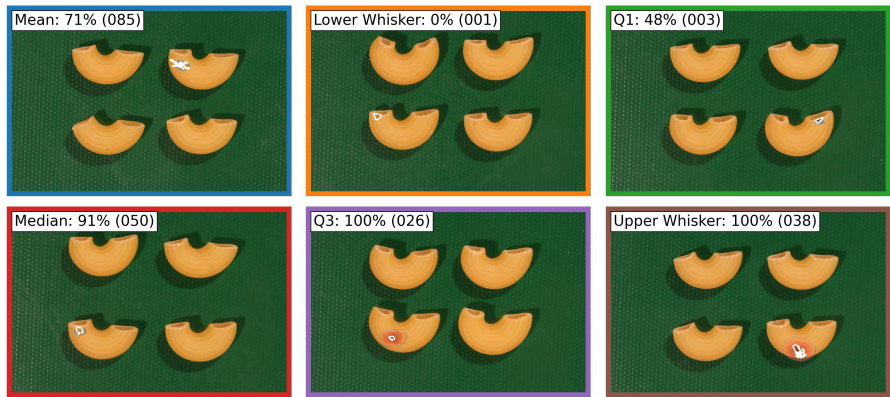 Mean: 71% (085)
Lower Whisker: 0% (001)
Q1: 48% (003)
Median: 91% (050)
Q3: 100% (026)
Upper Whisker: 100% (038)